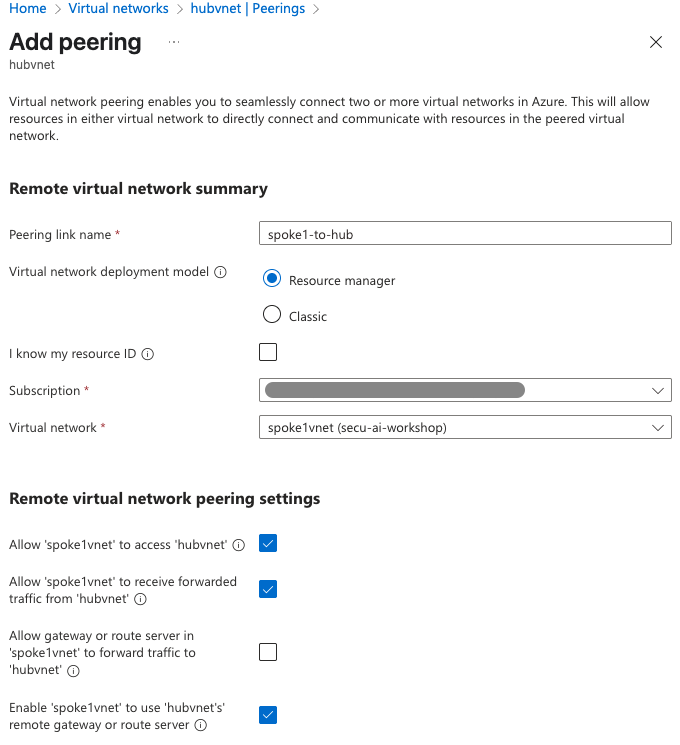 Home > Virtual networks > hubvnet | Peerings >
Add peering ...
hubvnet
Virtual network peering enables you to seamlessly connect two or more virtual networks in Azure. This will allow
resources in either virtual network to directly connect and communicate with resources in the peered virtual
network.
Remote virtual network summary
Peering link name *
spoke1-to-hub
Virtual network deployment model
Resource manager
Classic
I know my resource ID
Subscription *
Virtual network *
spoke1vnet (secu-ai-workshop)
Remote virtual network peering settings
Allow 'spoke1vnet' to access 'hubvnet'
Allow 'spoke1vnet' to receive forwarded
traffic from 'hubvnet'
Allow gateway or route server in
'spoke1vnet' to forward traffic to
'hubvnet'
Enable 'spoke1vnet' to use 'hubvnet's'
remote gateway or route server